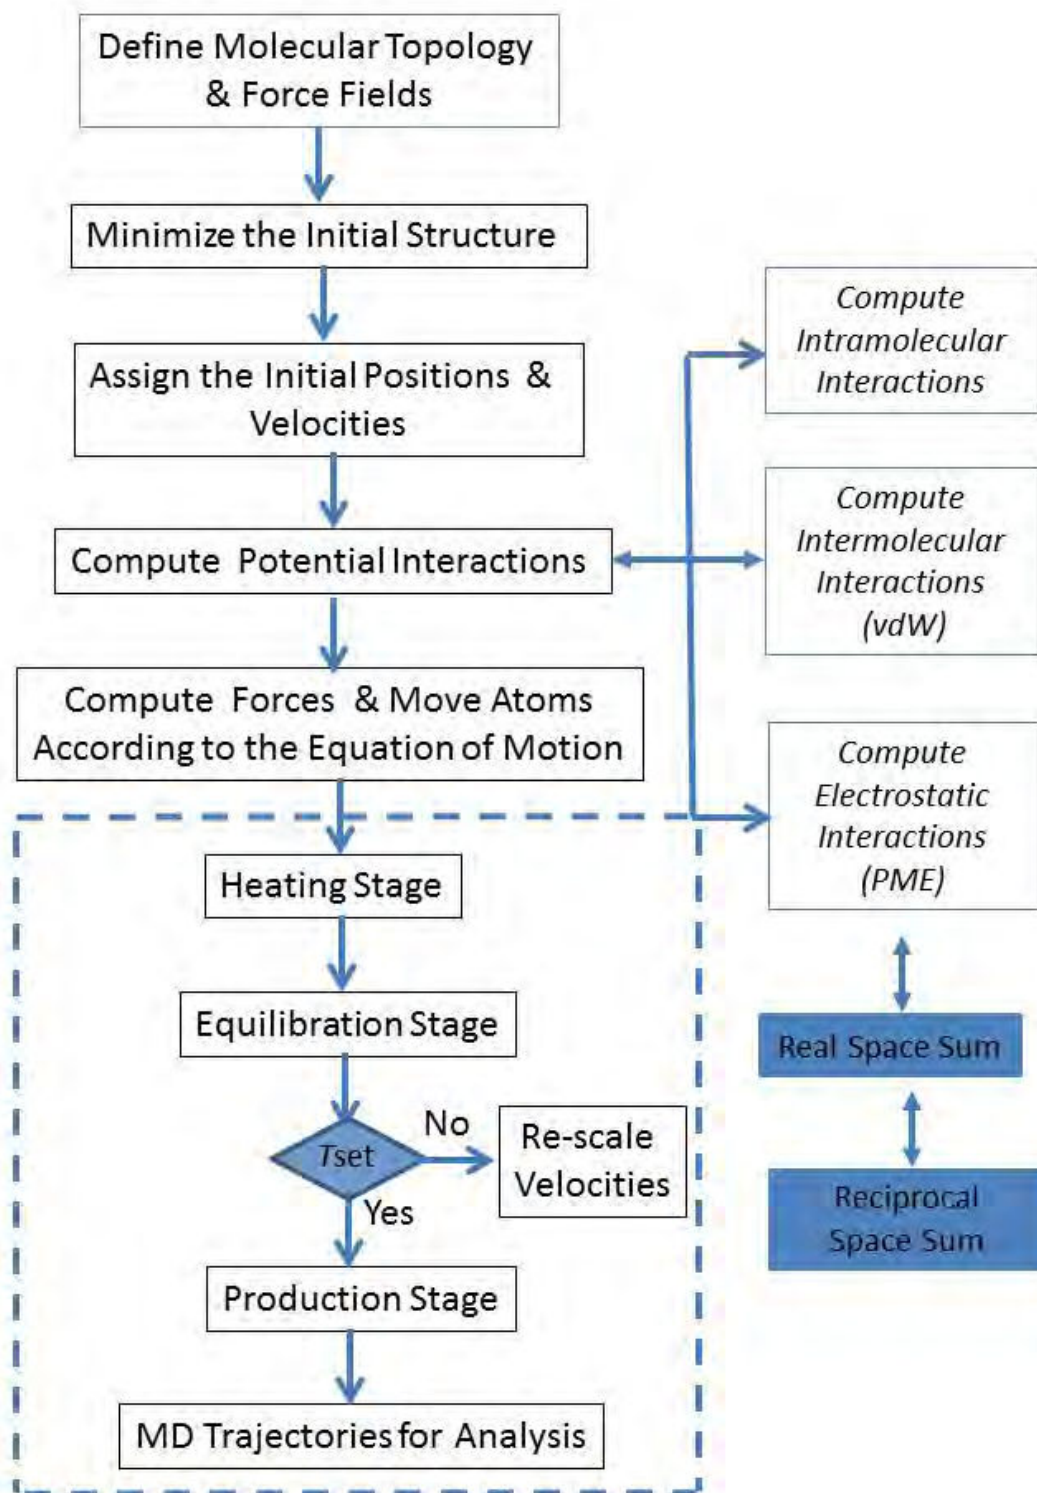 Define Molecular Topology
& Force Fields
Minimize the Initial Structure
Assign the Initial Positions &
Velocities
Compute Potential Interactions
Compute Forces & Move Atoms
According to the Equation of Motion
Heating Stage
Equilibration Stage
Tset
No
Re-scale
Velocities
Yes
Production Stage
MD Trajectories for Analysis
Compute
Intramolecular
Interactions
Compute
Intermolecular
Interactions
(vdW)
Compute
Electrostatic
Interactions
(PME)
Real Space Sum
Reciprocal
Space Sum